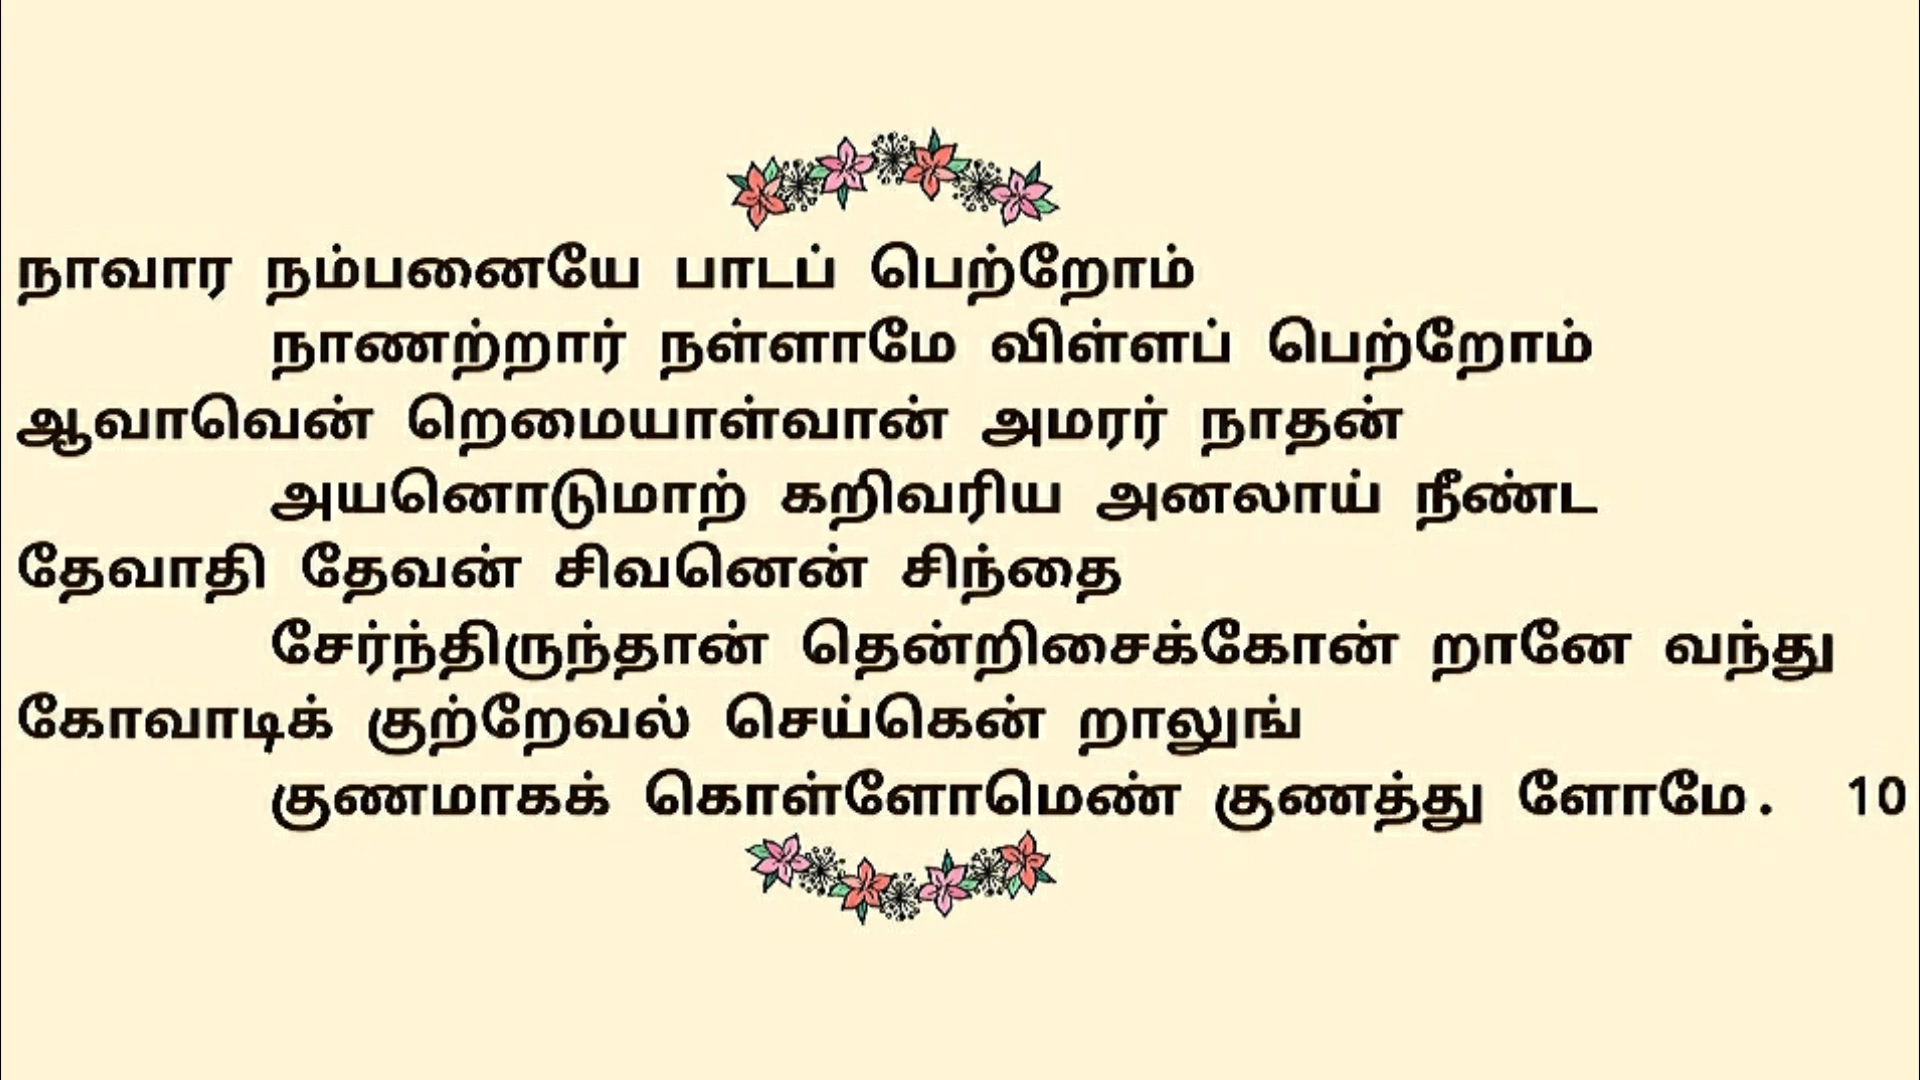 நாவார நம்பனையே பாடப் பெற்றோம்
நாணற்றார் நள்ளாமே விள்ளப் பெற்றோம்
ஆவாவென் றெமையாள்வான் அமரர் நாதன்
அயனொடுமாற் கறிவரிய அனலாய் நீண்ட
தேவாதி தேவன் சிவனென் சிந்தை
சேர்ந்திருந்தான் தென்றிசைக்கோன் றானே வந்து
கோவாடிக் குற்றேவல் செய்கென் றாலுங்
குணமாகக் கொள்ளோமெண் குணத்து ளோமே. 10